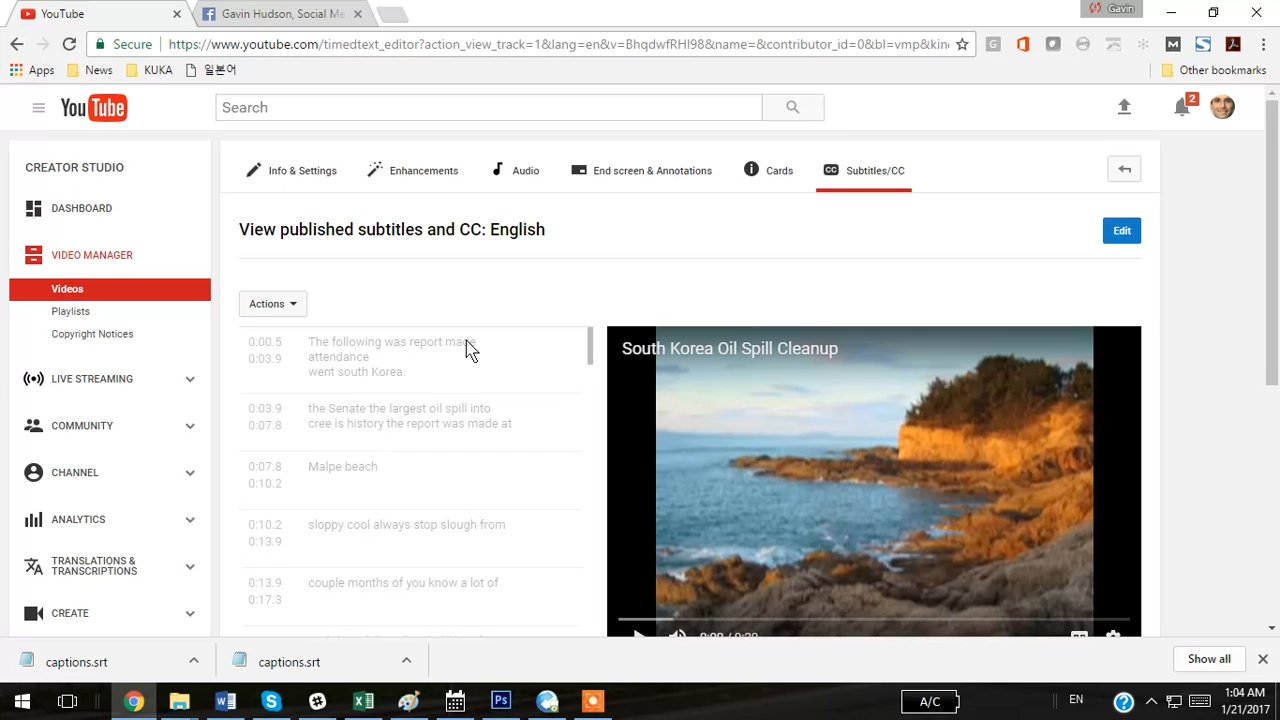 YouTube
Gavin Hudson, Social Me
Gavin
Secure
https://www.youtube.com/timedtext_editor?action_view_track=1&lang=en&v=BhqdwfRHI98&name=&contributor_id=0&bl=vmp&kin
Apps
News
KUKA
일본어
Other bookmarks
YouTube
Search
2
CREATOR STUDIO
DASHBOARD
VIDEO MANAGER
Videos
Playlists
Copyright Notices
LIVE STREAMING
COMMUNITY
CHANNEL
ANALYTICS
TRANSLATIONS &
TRANSCRIPTIONS
CREATE
Info & Settings
Enhancements
Audio
End screen & Annotations
Cards
CC Subtitles/CC
View published subtitles and CC: English
Edit
Actions
0:00.5 The following was report made
0:03.9 attendance
went south Korea.
0:03.9 the Senate the largest oil spill into
0:07.8 cree is history the report was made at
0:07.8 Malpe beach
0:10.2
0:10.2 sloppy cool always stop slough from
0:13.9
0:13.9 couple months of you know a lot of
0:17.3
South Korea Oil Spill Cleanup
captions.srt
captions.srt
Show all
A/C
EN
1:04 AM
1/21/2017